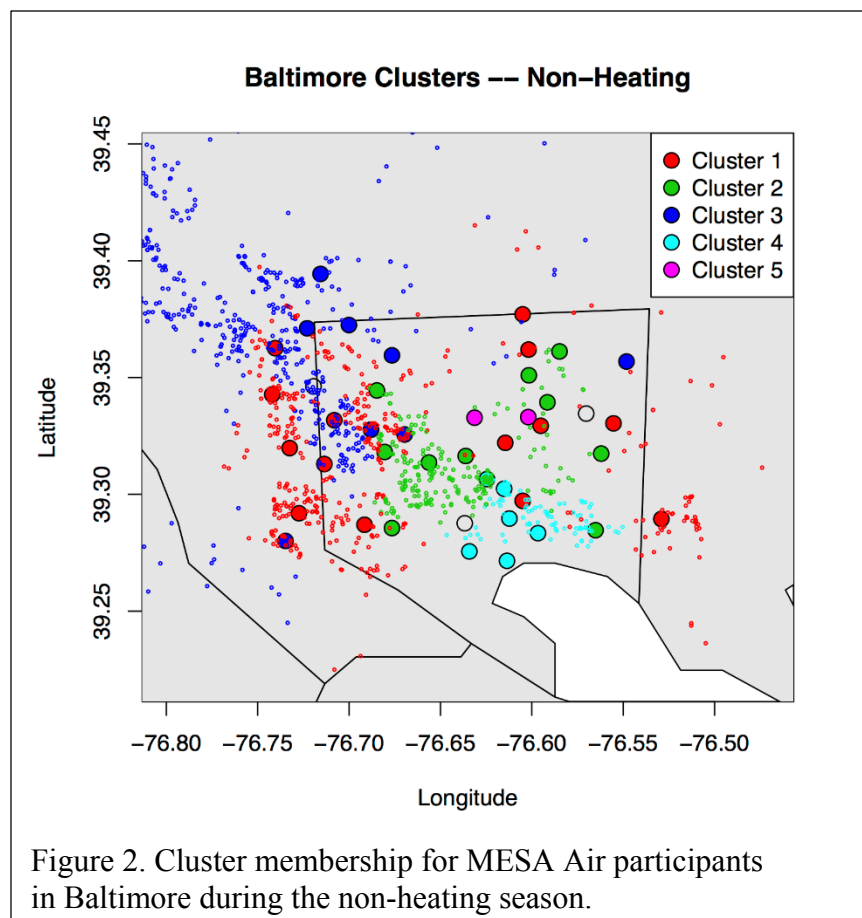 Baltimore Clusters –– Non−Heating
Cluster 1
Cluster 2
Cluster 3
Cluster 4
Cluster 5
Latitude
39.45
39.40
39.35
39.30
39.25
−76.80 −76.75 −76.70 −76.65 −76.60 −76.55 −76.50
Longitude
Figure 2. Cluster membership for MESA Air participants
in Baltimore during the non-heating season.